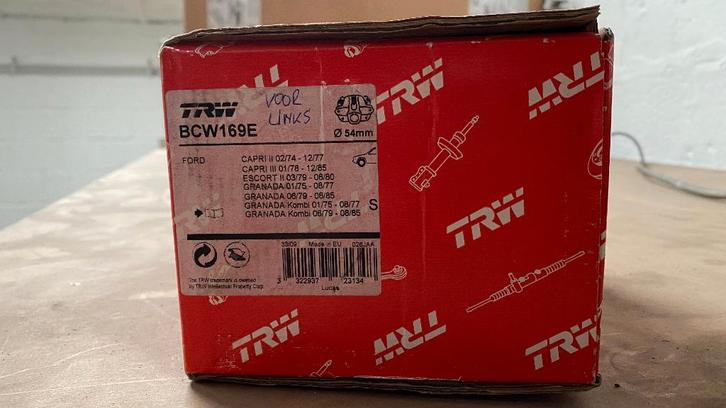 TRW
VOOR
LINKS
BCW169E
Ø 54mm
FORD
CAPRI II 02/74 - 12/77
CAPRI III 01/78 - 12/85
ESCORT II 03/79 - 08/80
GRANADA 01/75 - 08/77
GRANADA 06/79 - 08/85
GRANADA Kombi 01/75 - 08/77
GRANADA Kombi 06/79 - 08/85
S
33/09 Made in EU 026JAA
The TRW trademark is owned
by TRW Intellectual Property Corp.
3 322937 723134
Lucas
TRW
TRW
TRW
TRW
TRW
TRW
TRW